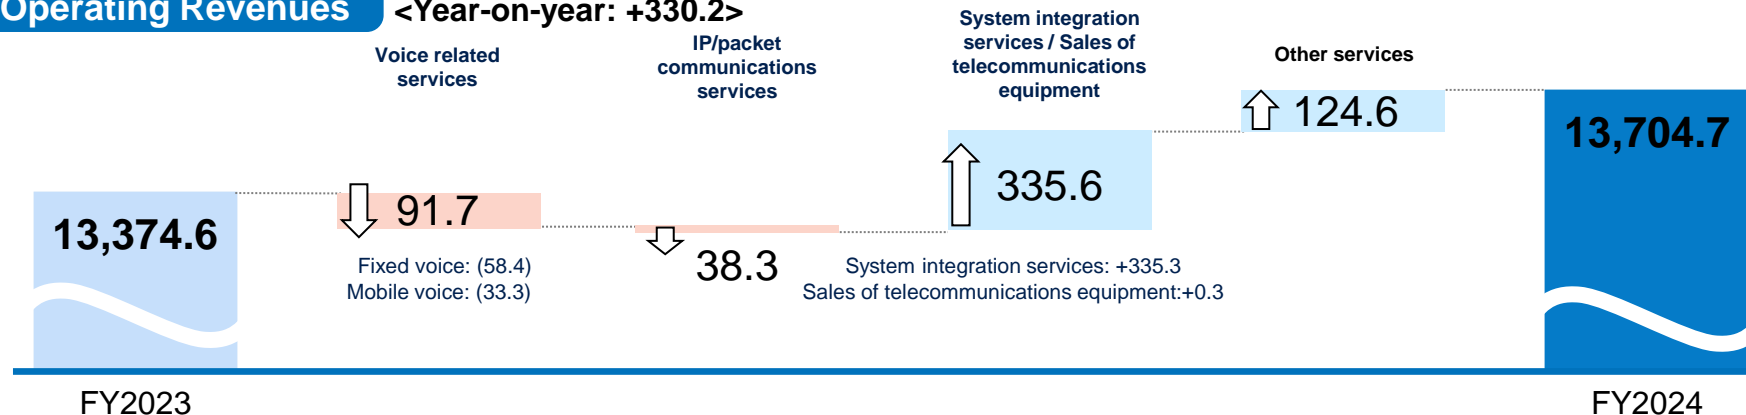 Operating Revenues
<Year-on-year: +330.2>
Voice related
services
IP/packet
communications
services
System integration
services / Sales of
telecommunications
equipment
Other services
13,374.6
91.7
Fixed voice: (58.4)
Mobile voice: (33.3)
38.3
335.6
System integration services: +335.3
Sales of telecommunications equipment:+0.3
124.6
13,704.7
FY2023
FY2024